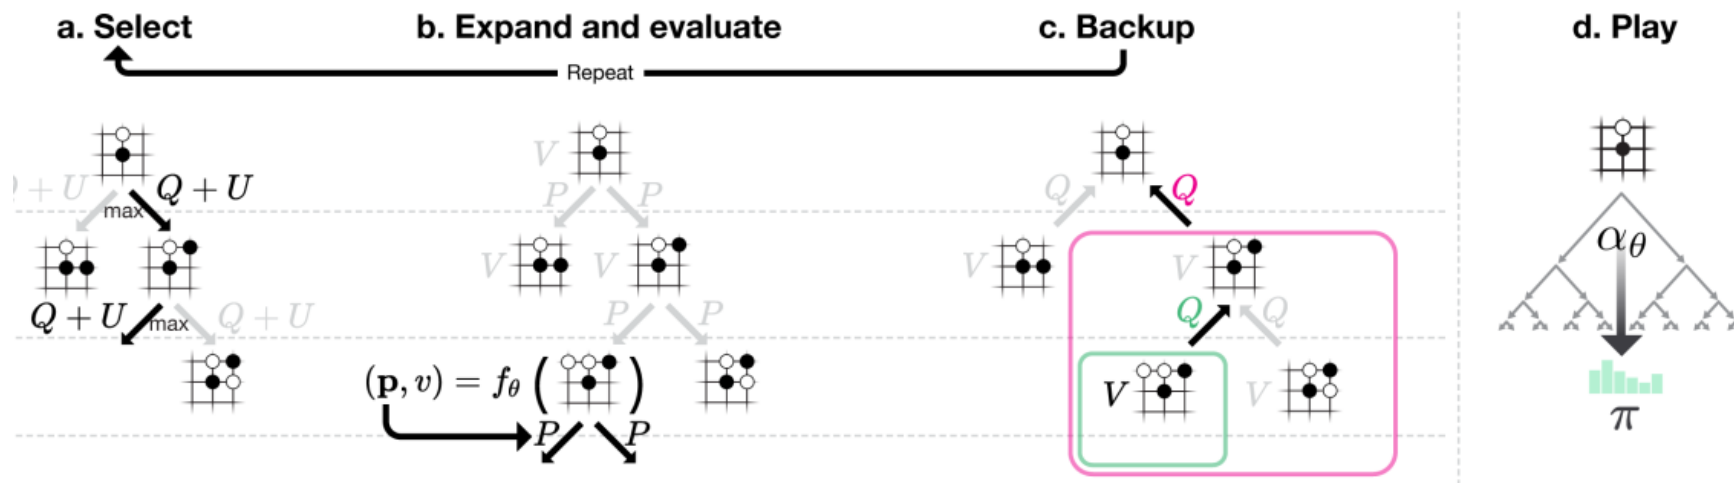 a. Select
b. Expand and evaluate
c. Backup
d. Play
Repeat
Q + U
Q + U
max
Q + U
Q + U
max
V
P
P
V
V
P
P
(p, v) = fθ ( )
P
P
Q
Q
V
V
Q
Q
V
V
αθ
π